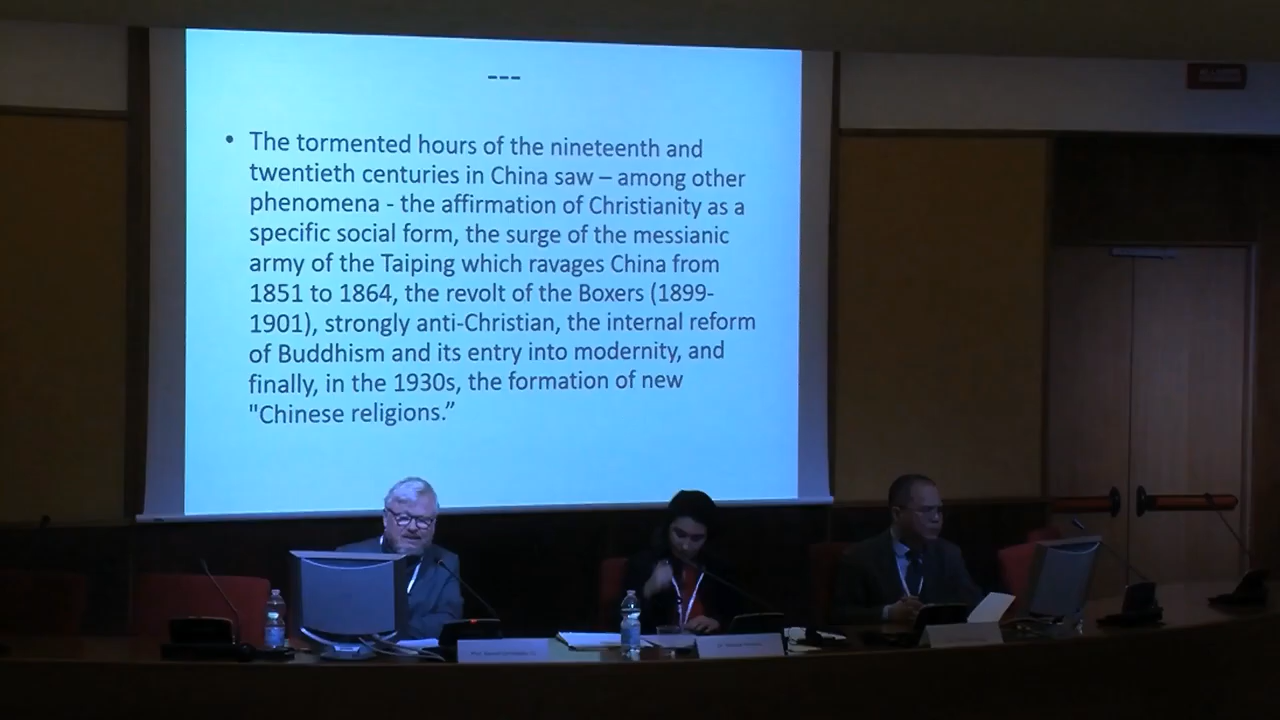 ---
• The tormented hours of the nineteenth and
twentieth centuries in China saw – among other
phenomena - the affirmation of Christianity as a
specific social form, the surge of the messianic
army of the Taiping which ravages China from
1851 to 1864, the revolt of the Boxers (1899-
1901), strongly anti-Christian, the internal reform
of Buddhism and its entry into modernity, and
finally, in the 1930s, the formation of new
"Chinese religions.”